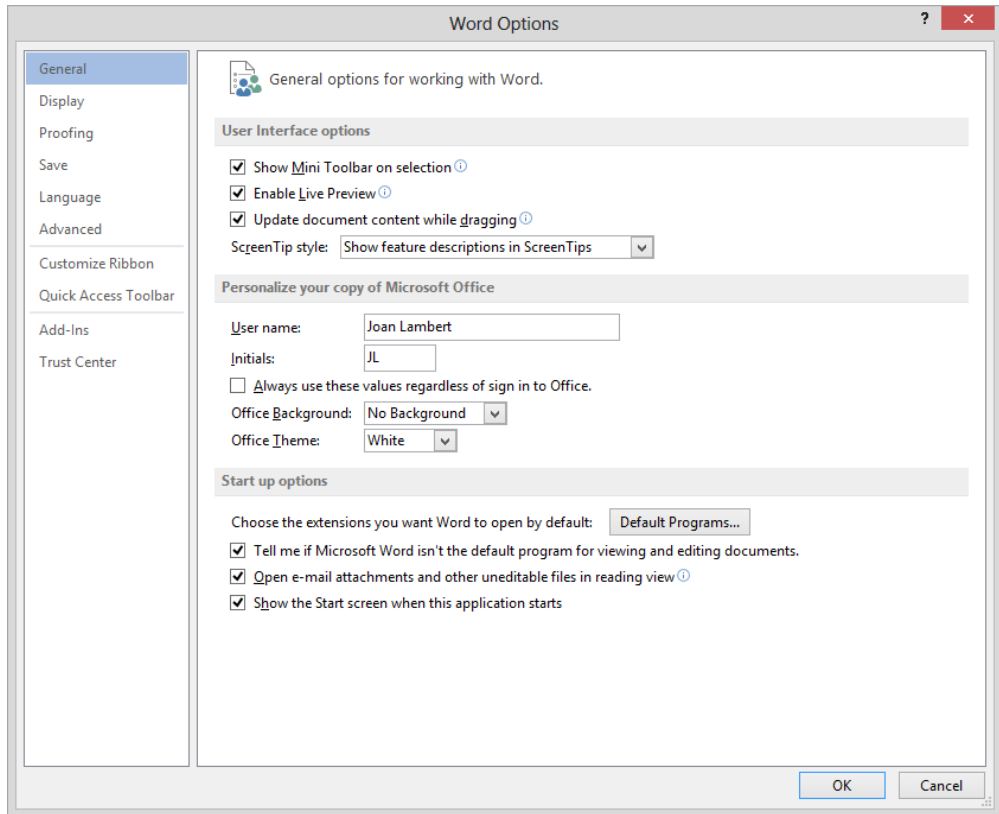 Word Options
?
General
Display
Proofing
Save
Language
Advanced
Customize Ribbon
Quick Access Toolbar
Add-Ins
Trust Center
General options for working with Word.
User Interface options
Show Mini Toolbar on selection
Enable Live Preview
Update document content while dragging
ScreenTip style: Show feature descriptions in ScreenTips
Personalize your copy of Microsoft Office
User name: Joan Lambert
Initials: JL
Always use these values regardless of sign in to Office.
Office Background: No Background
Office Theme: White
Start up options
Choose the extensions you want Word to open by default: Default Programs...
Tell me if Microsoft Word isn't the default program for viewing and editing documents.
Open e-mail attachments and other uneditable files in reading view
Show the Start screen when this application starts
OK Cancel